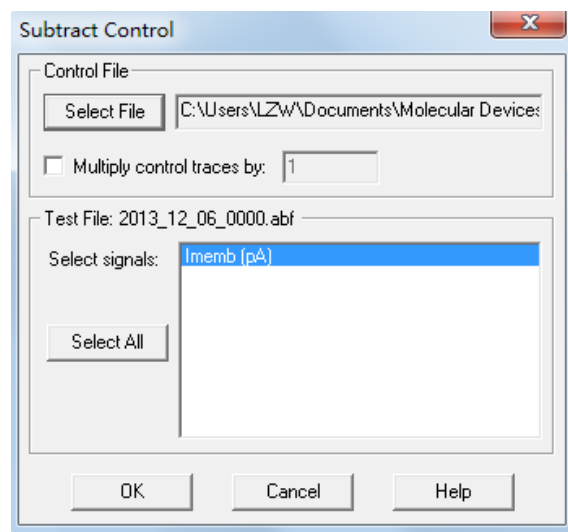 Subtract Control
Control File
Select File C:\Users\LZW\Documents\Molecular Devices
Multiply control traces by: 1
Test File: 2013_12_06_0000.abf
Select signals: Imemb (pA)
Select All
OK Cancel Help